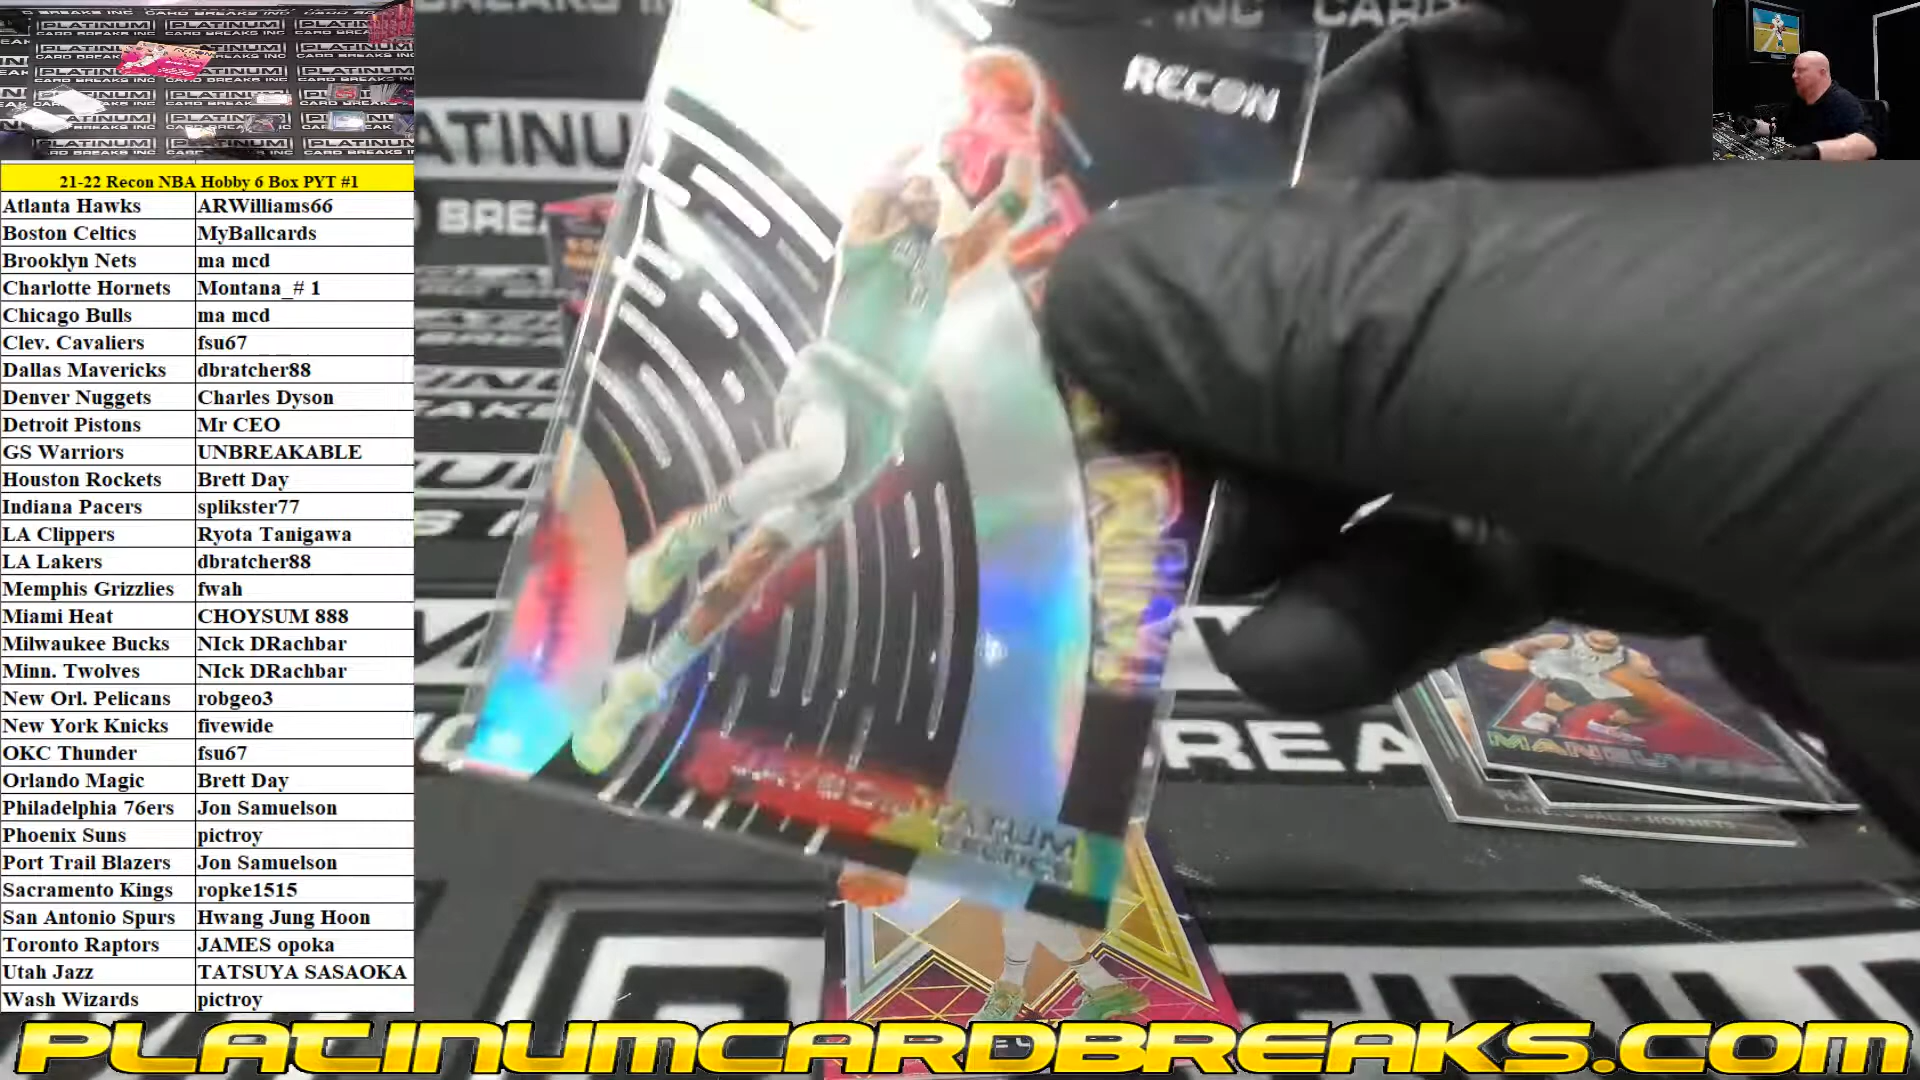 21-22 Recon NBA Hobby 6 Box PYT #1
Atlanta Hawks ARWilliams66
Boston Celtics MyBallcards
Brooklyn Nets ma mcd
Charlotte Hornets Montana_# 1
Chicago Bulls ma mcd
Clev. Cavaliers fsu67
Dallas Mavericks dbratcher88
Denver Nuggets Charles Dyson
Detroit Pistons Mr CEO
GS Warriors UNBREAKABLE
Houston Rockets Brett Day
Indiana Pacers splikster77
LA Clippers Ryota Tanigawa
LA Lakers dbratcher88
Memphis Grizzlies fwah
Miami Heat CHOYSUM 888
Milwaukee Bucks NIck DRachbar
Minn. Twolves NIck DRachbar
New Orl. Pelicans robgeo3
New York Knicks fivewide
OKC Thunder fsu67
Orlando Magic Brett Day
Philadelphia 76ers Jon Samuelson
Phoenix Suns pictroy
Port Trail Blazers Jon Samuelson
Sacramento Kings ropke1515
San Antonio Spurs Hwang Jung Hoon
Toronto Raptors JAMES opoka
Utah Jazz TATSUYA SASAOKA
Wash Wizards pictroy
RECON
PLATINUMCARDBREAKS.COM